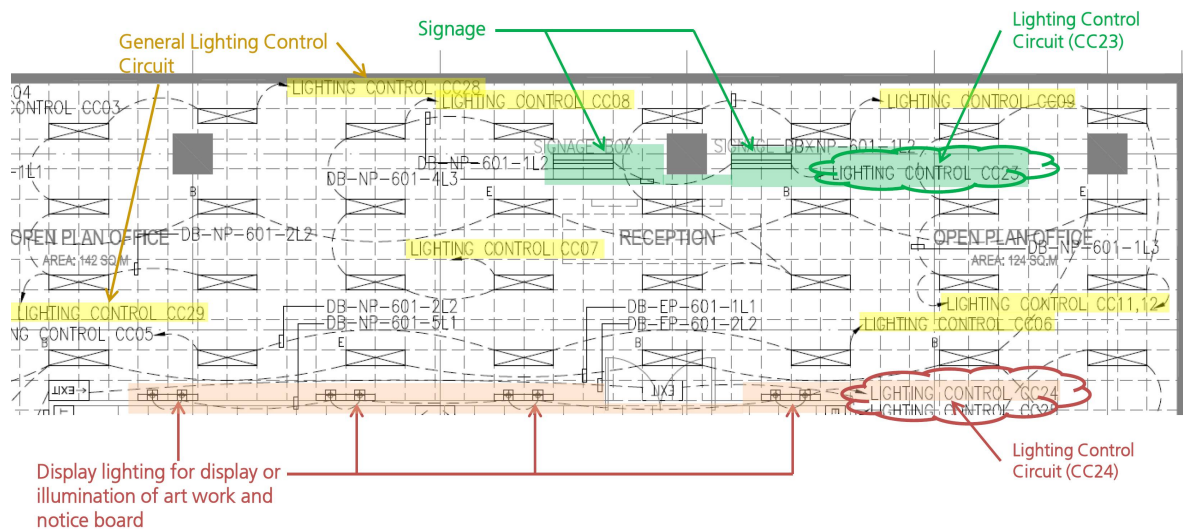 General Lighting Control
Circuit
Signage
Lighting Control
Circuit (CC23)
04
CONTROL CC03
LIGHTING CONTROL CC28
LIGHTING CONTROL CC08
LIGHTING CONTROL CC09
SIGNAGE BOX
SIGNAGE
DB-NP-601-1L2
DB-NP-601-1L2
-1L1
DB-NP-601-4L3
LIGHTING CONTROL CC23
B
E
B
E
OPEN PLAN OFFICE
AREA: 142 SQ.M
DB-NP-601-2L2
LIGHTING CONTROL CC07
RECEPTION
OPEN PLAN OFFICE
AREA: 124 SQ.M
DB-NP-601-1L3
LIGHTING CONTROL CC29
DB-NP-601-2L2
DB-EP-601-1L1
LIGHTING CONTROL CC11,12
NG CONTROL CC05
DB-NP-601-5L1
DB-EP-601-2L2
LIGHTING CONTROL CC06
B
E
B
B
EXIT
EXIT
LIGHTING CONTROL CC24
LIGHTING CONTROL
Display lighting for display or
illumination of art work and
notice board
Lighting Control
Circuit (CC24)